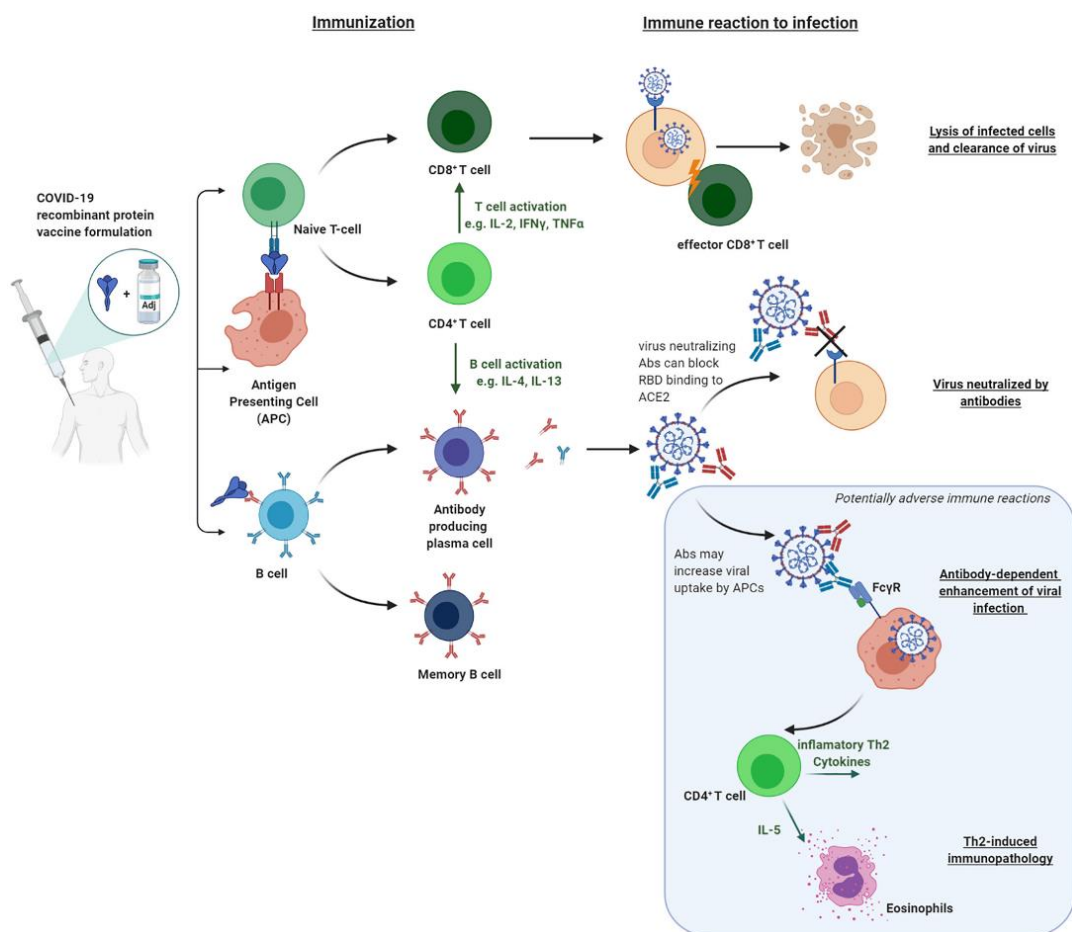 Immunization
Immune reaction to infection
COVID-19
recombinant protein
vaccine formulation
+
Adj
Naive T-cell
Antigen
Presenting Cell
(APC)
B cell
CD8⁺ T cell
T cell activation
e.g. IL-2, IFNγ, TNFα
CD4⁺ T cell
B cell activation
e.g. IL-4, IL-13
Antibody
producing
plasma cell
Memory B cell
effector CD8⁺ T cell
Lysis of infected cells
and clearance of virus
virus neutralizing
Abs can block
RBD binding to
ACE2
Virus neutralized by
antibodies
Potentially adverse immune reactions
Abs may
increase viral
uptake by APCs
FcγR
Antibody-dependent
enhancement of viral
infection
inflamatory Th2
Cytokines
CD4⁺ T cell
IL-5
Th2-induced
immunopathology
Eosinophils